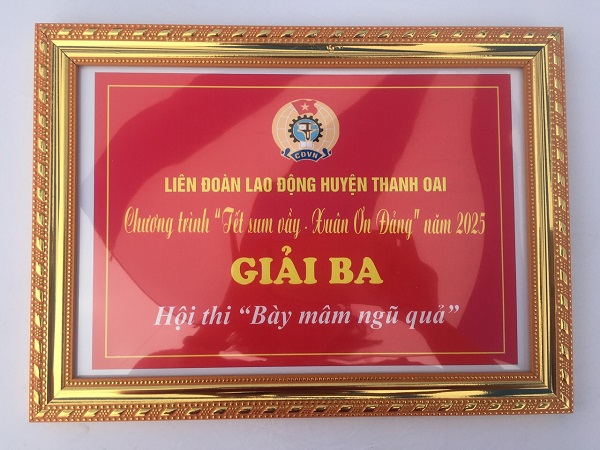 CĐVN
LIÊN ĐOÀN LAO ĐỘNG HUYỆN THANH OAI
Chương trình “Tết sum vầy - Xuân Ơn Đảng” năm 2025
GIẢI BA
Hội thi “Bày mâm ngũ quả”